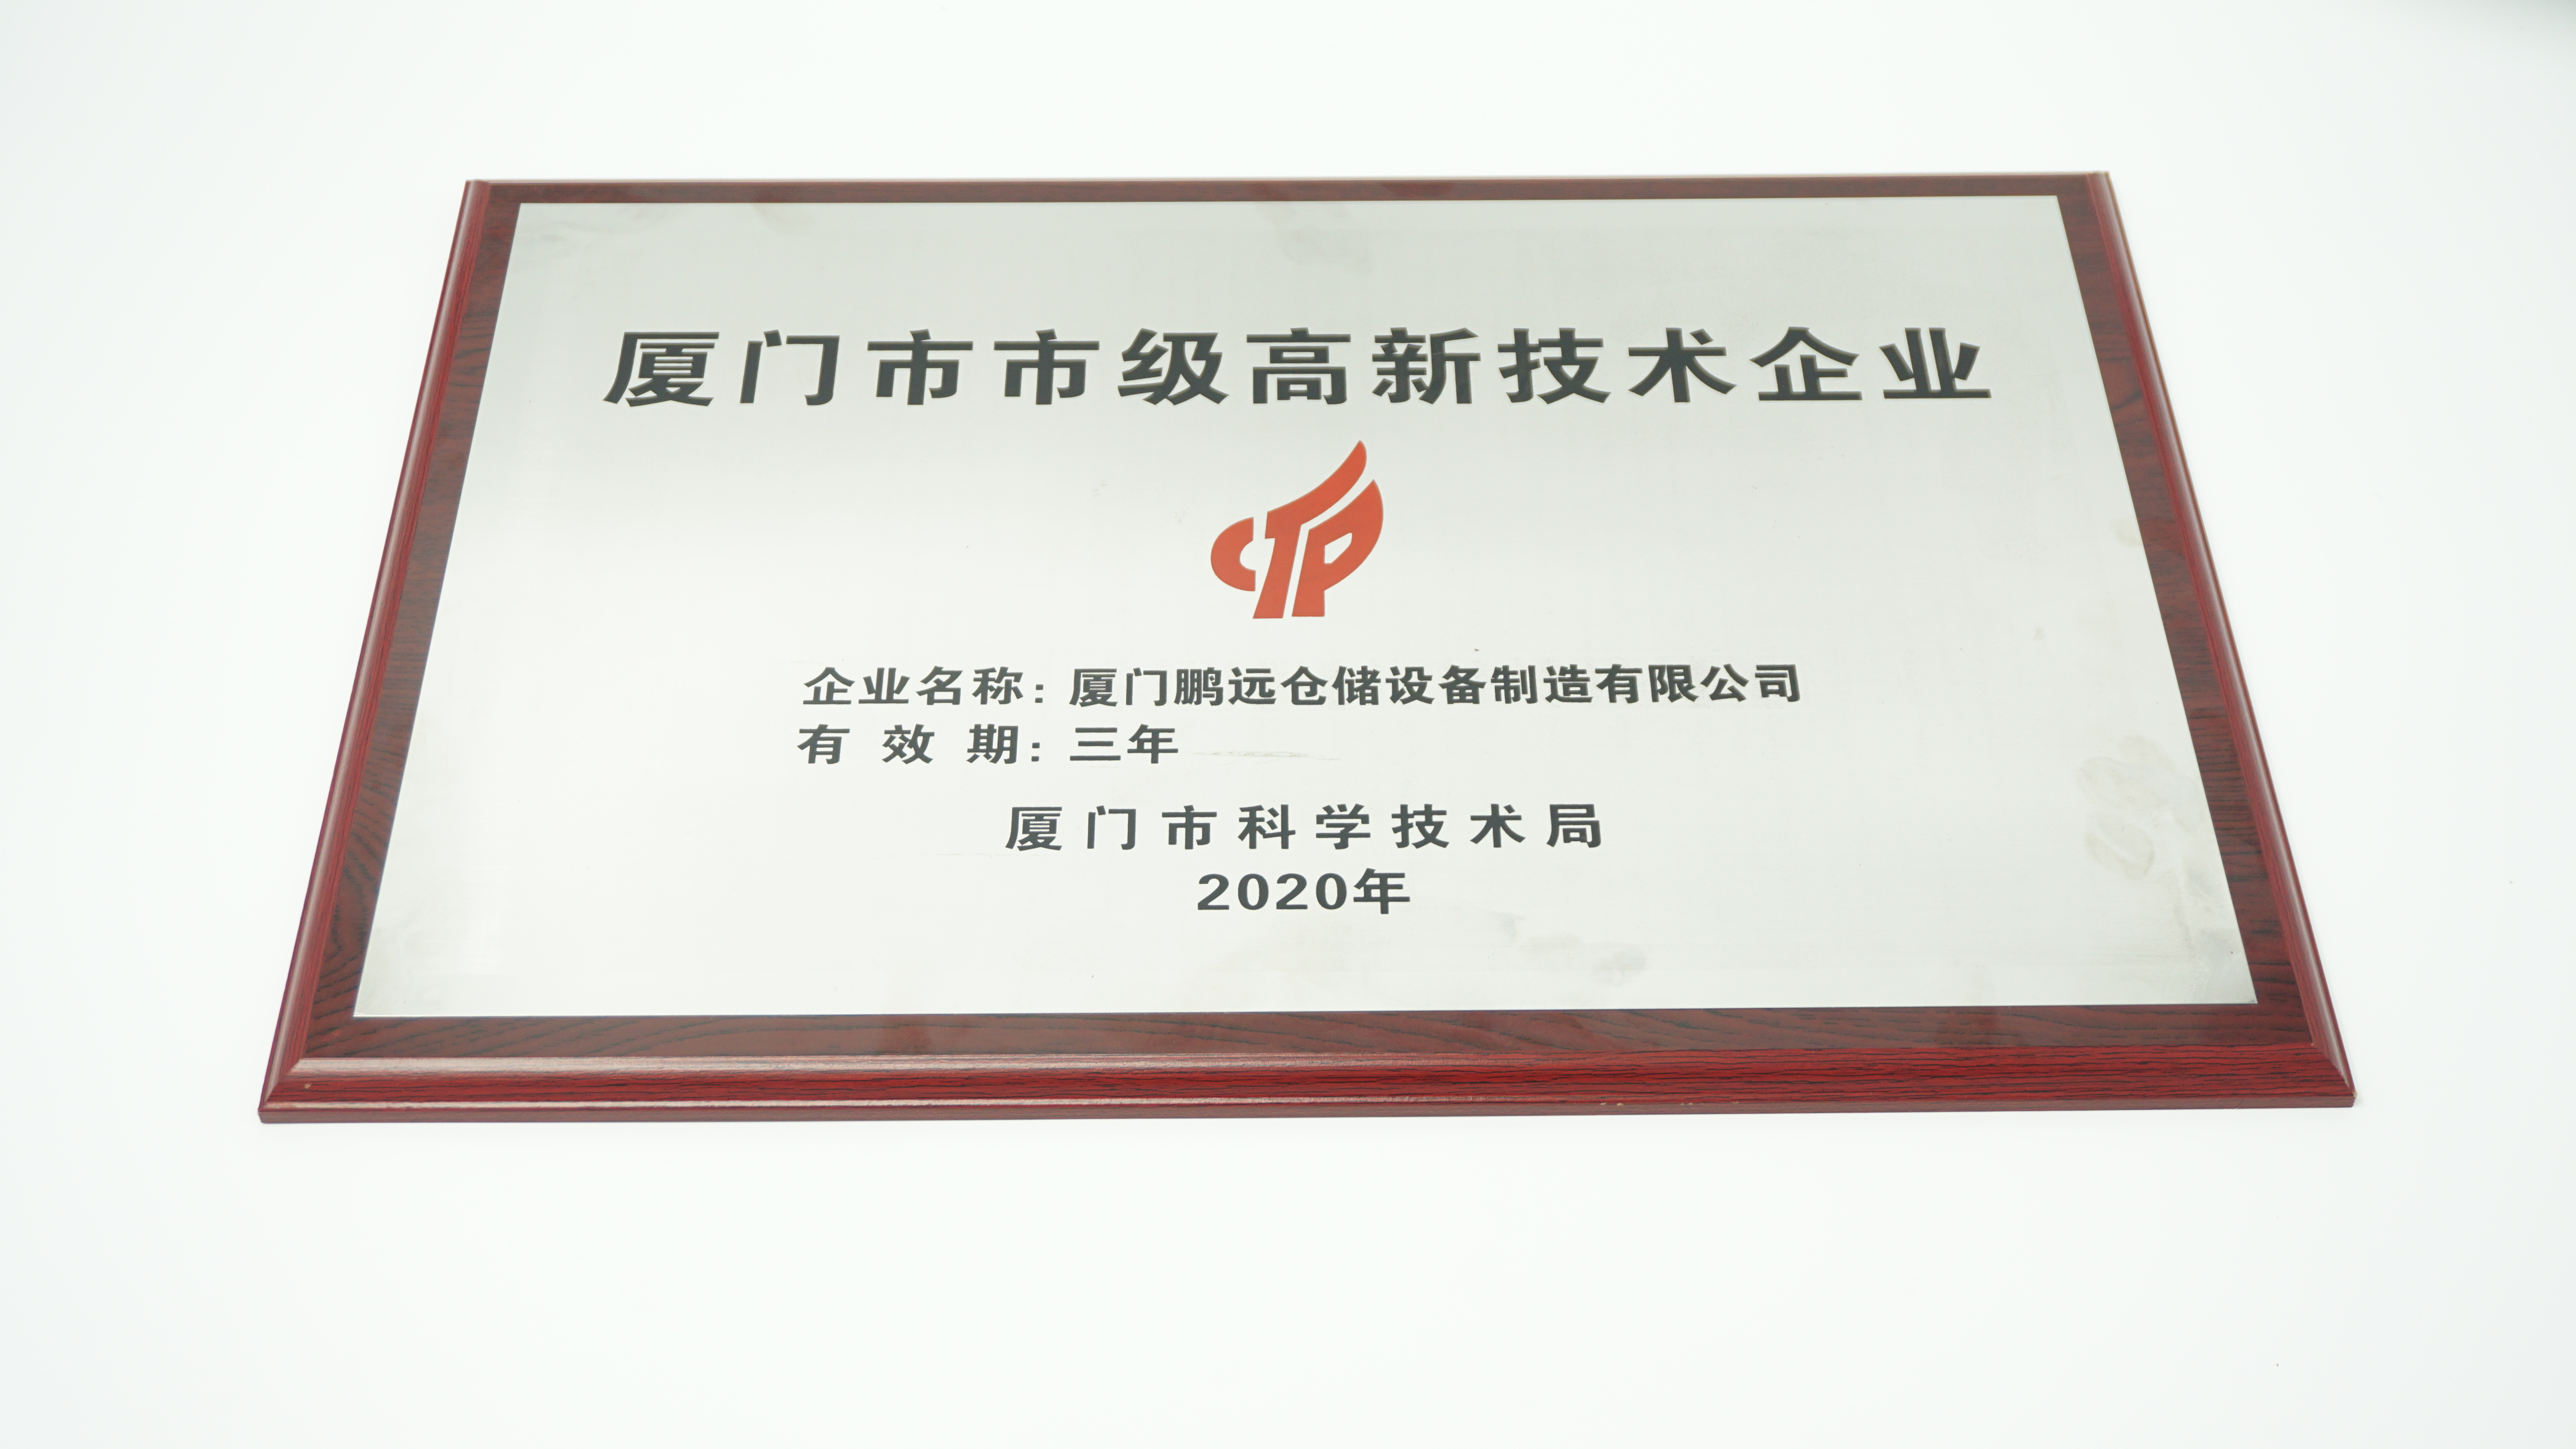 厦门市市级高新技术企业
CTP
企业名称：厦门鹏远仓储设备制造有限公司
有效期：三年
厦门市科学技术局
2020年